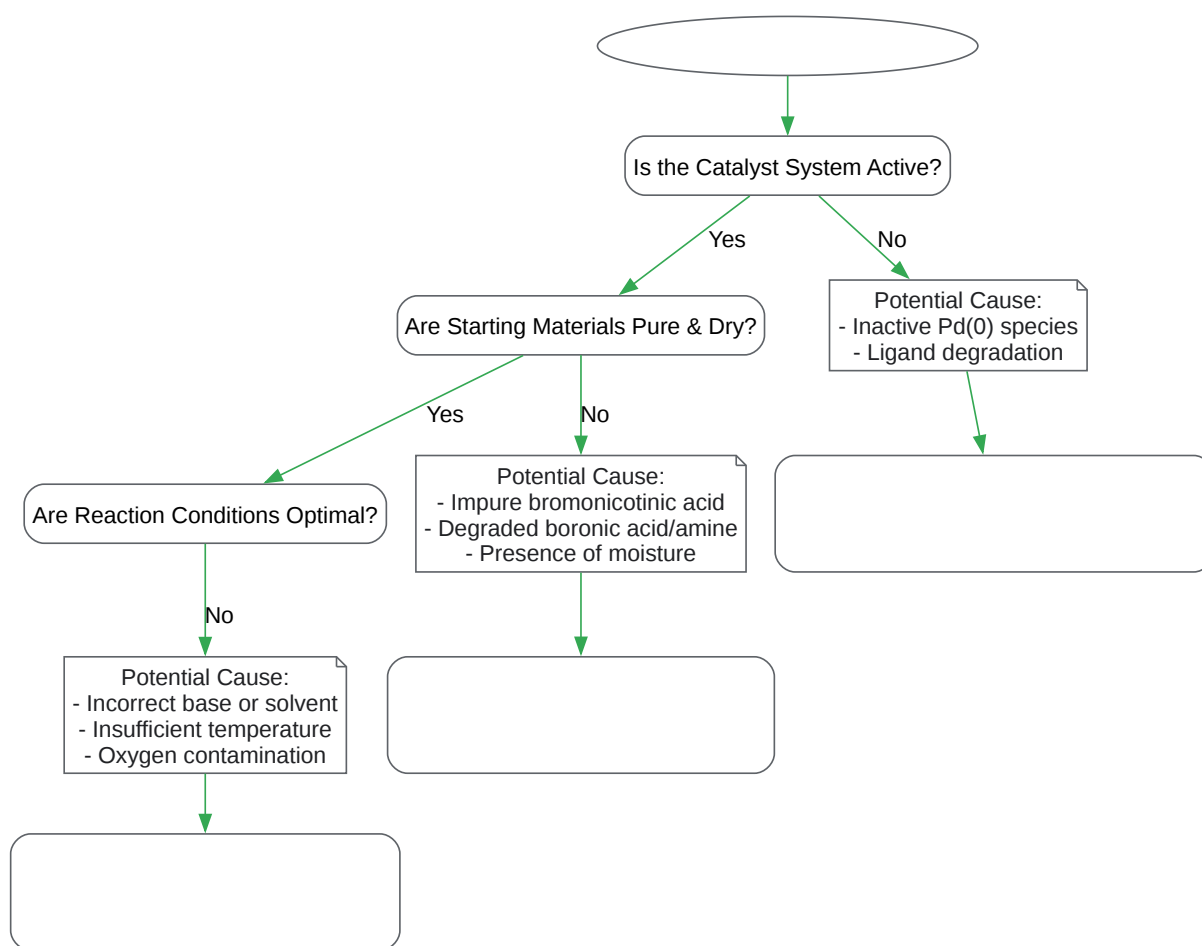 Is the Catalyst System Active?
Yes
No
Potential Cause:
- Inactive Pd(0) species
- Ligand degradation
Are Starting Materials Pure & Dry?
Yes
No
Potential Cause:
- Impure bromonicotinic acid
- Degraded boronic acid/amine
- Presence of moisture
Are Reaction Conditions Optimal?
No
Potential Cause:
- Incorrect base or solvent
- Insufficient temperature
- Oxygen contamination